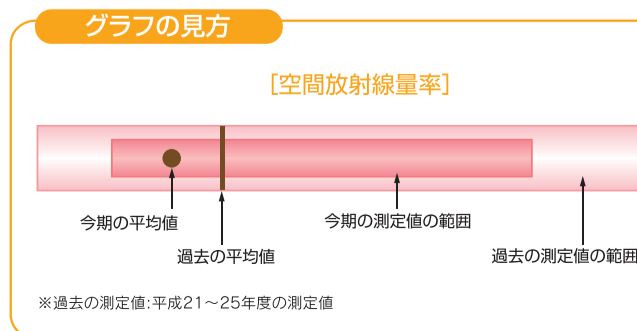 グラフの見方
[空間放射線量率]
今期の平均値
過去の平均値
今期の測定値の範囲
過去の測定値の範囲
※過去の測定値:平成21～25年度の測定値